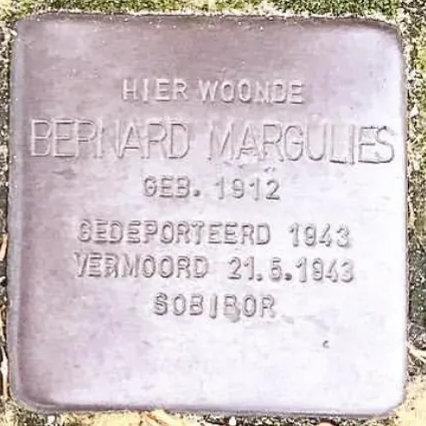 HIER WOONDE
BERNARD MARGULIES
GEB. 1912
GEDEPORTEERD 1943
VERMOORD 21.5.1943
SOBIBOR